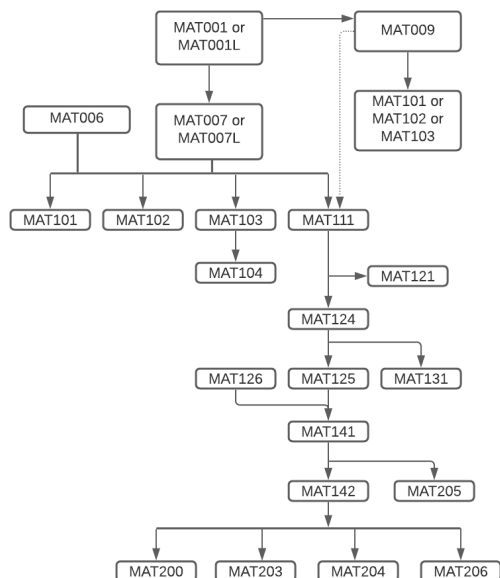 MAT001 or
MAT001L
MAT009
MAT006
MAT007 or
MAT007L
MAT101 or
MAT102 or
MAT103
MAT101
MAT102
MAT103
MAT111
MAT104
MAT121
MAT124
MAT126
MAT125
MAT131
MAT141
MAT142
MAT205
MAT200
MAT203
MAT204
MAT206